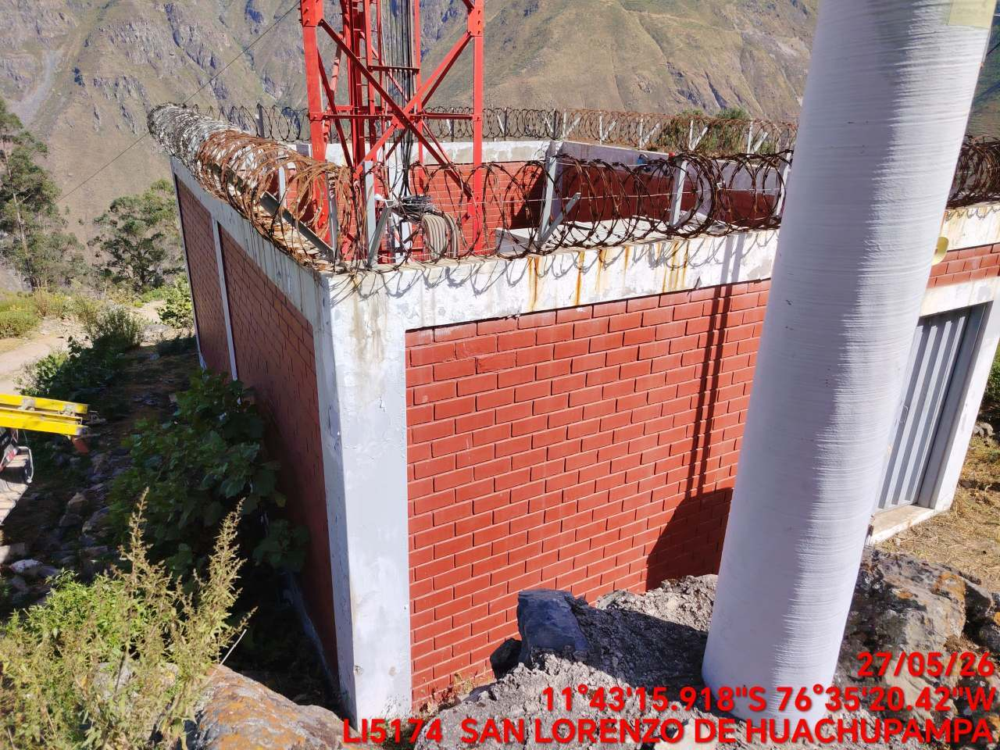 27/05/26
11°43'15.918"S 76°35'20.42"W
LI5174 SAN LORENZO DE HUACHUPAMPA